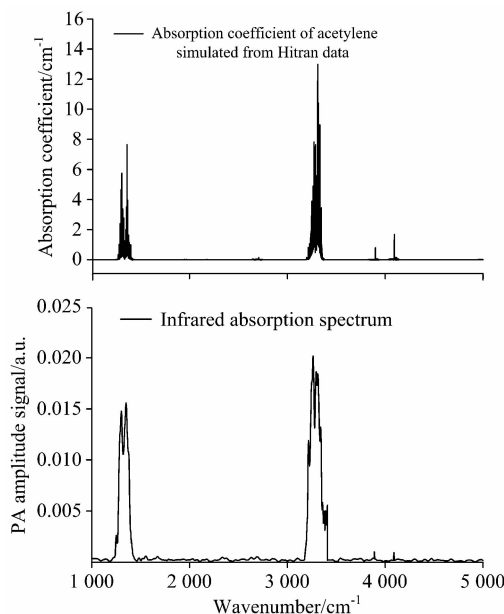 16
14
12
10
8
6
4
2
0
Absorption coefficient/cm⁻¹
Absorption coefficient of acetylene
simulated from Hitran data
0.025
0.020
0.015
0.010
0.005
PA amplitude signal/a.u.
Infrared absorption spectrum
1 000 2 000 3 000 4 000 5 000
Wavenumber/cm⁻¹